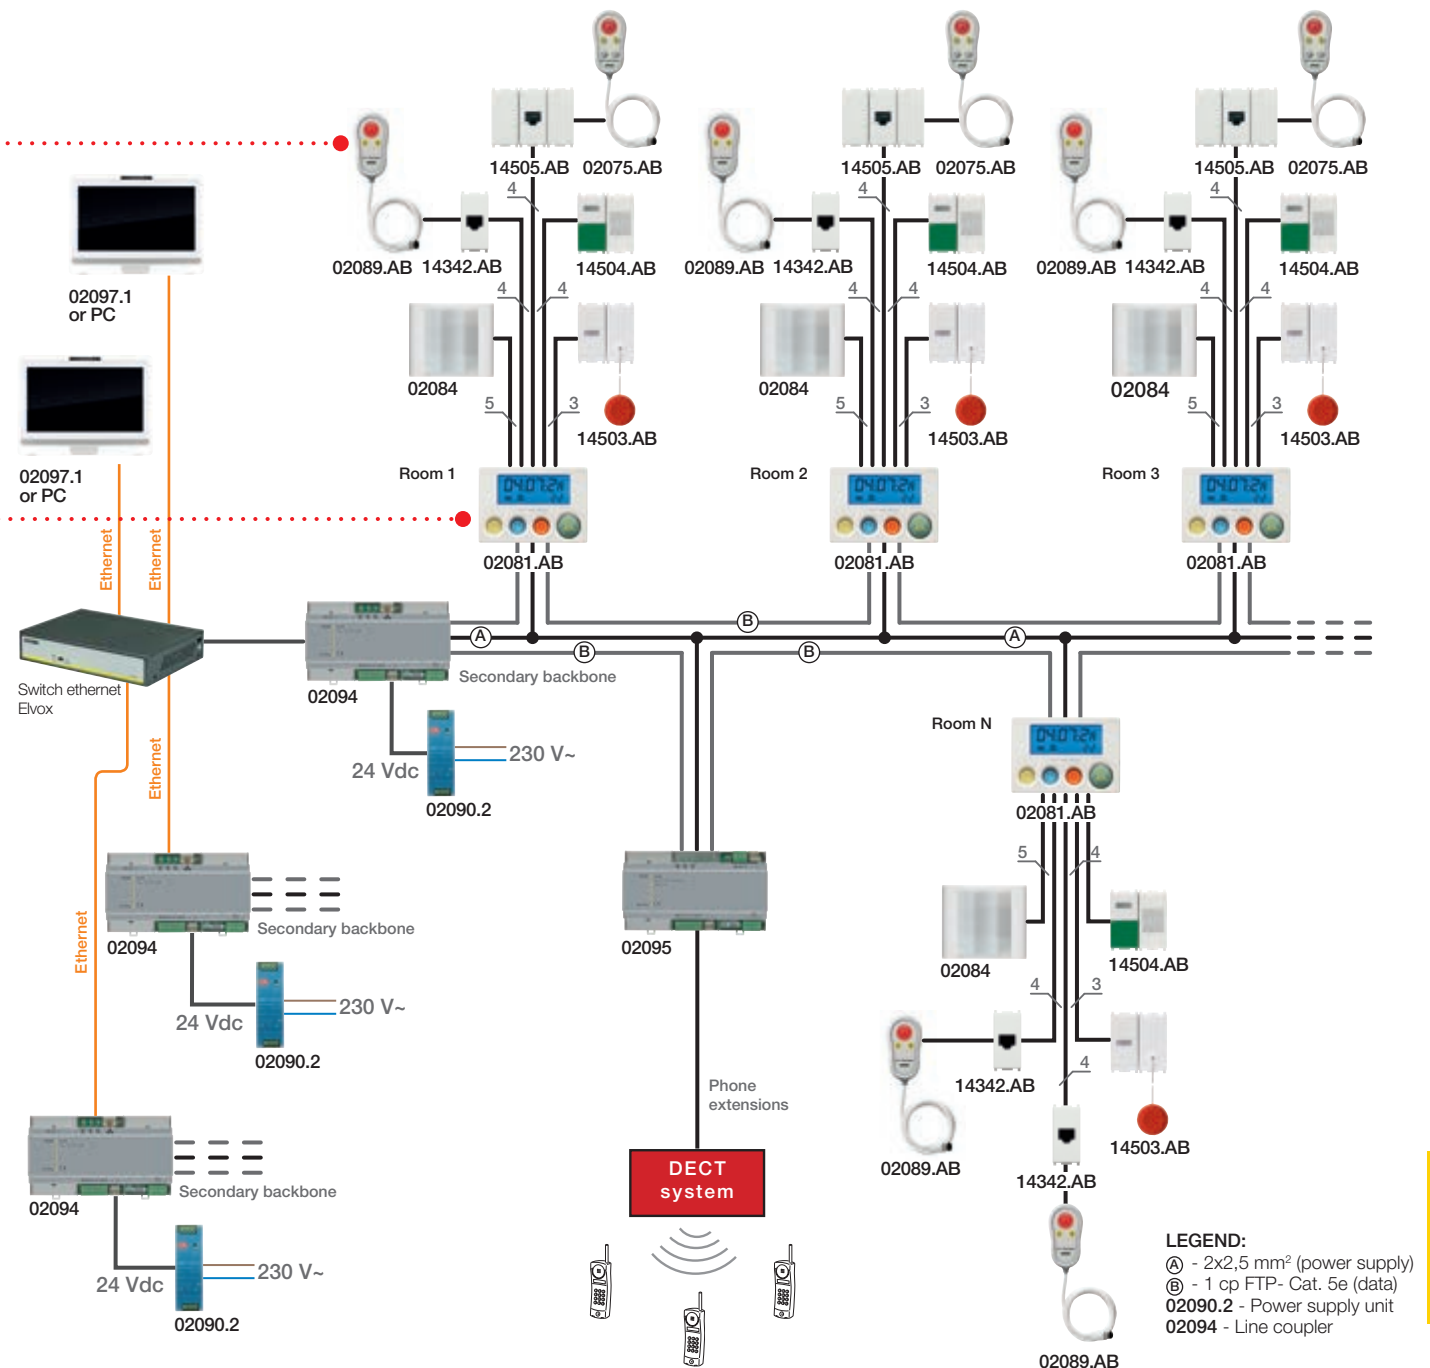 14505.AB 02075.AB
14505.AB 02075.AB
14505.AB 02075.AB
4
4
4
02089.AB 14342.AB 14504.AB
02089.AB 14342.AB 14504.AB
02089.AB 14342.AB 14504.AB
02097.1
or PC
4 4
4 4
4 4
02084
02084
02084
5 3
5 3
5 3
14503.AB
14503.AB
14503.AB
02097.1
or PC
Room 1
Room 2
Room 3
02081.AB
02081.AB
02081.AB
Ethernet
Ethernet
B
A
A
B
B
Switch ethernet
Elvox
02094
Secondary backbone
24 Vdc
230 V~
02090.2
Room N
02081.AB
Ethernet
5 4
02094
Secondary backbone
02095
02084
14504.AB
Ethernet
24 Vdc
230 V~
02090.2
4 3
14342.AB
4
Phone
extensions
14503.AB
02089.AB
14342.AB
02094
Secondary backbone
DECT
system
24 Vdc
230 V~
02090.2
02089.AB
LEGEND:
A - 2x2,5 mm² (power supply)
B - 1 cp FTP- Cat. 5e (data)
02090.2 - Power supply unit
02094 - Line coupler